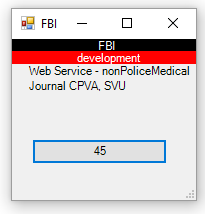 FBI
FBI
development
Web Service - nonPoliceMedical
Journal CPVA, SVU
45